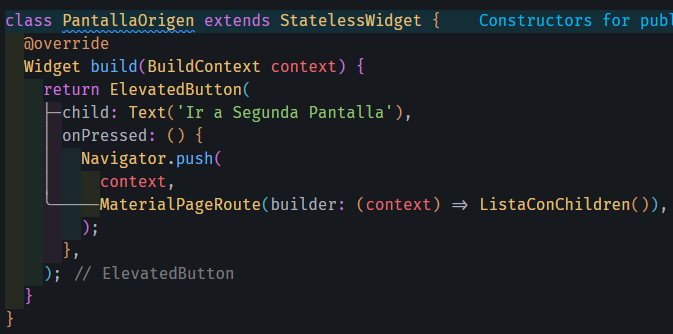 class PantallaOrigen extends StatelessWidget {    Constructors for publ
  @override
  Widget build(BuildContext context) {
    return ElevatedButton(
      child: Text('Ir a Segunda Pantalla'),
      onPressed: () {
        Navigator.push(
          context,
          MaterialPageRoute(builder: (context) => ListaConChildren()),
        );
      },
    ); // ElevatedButton
  }
}